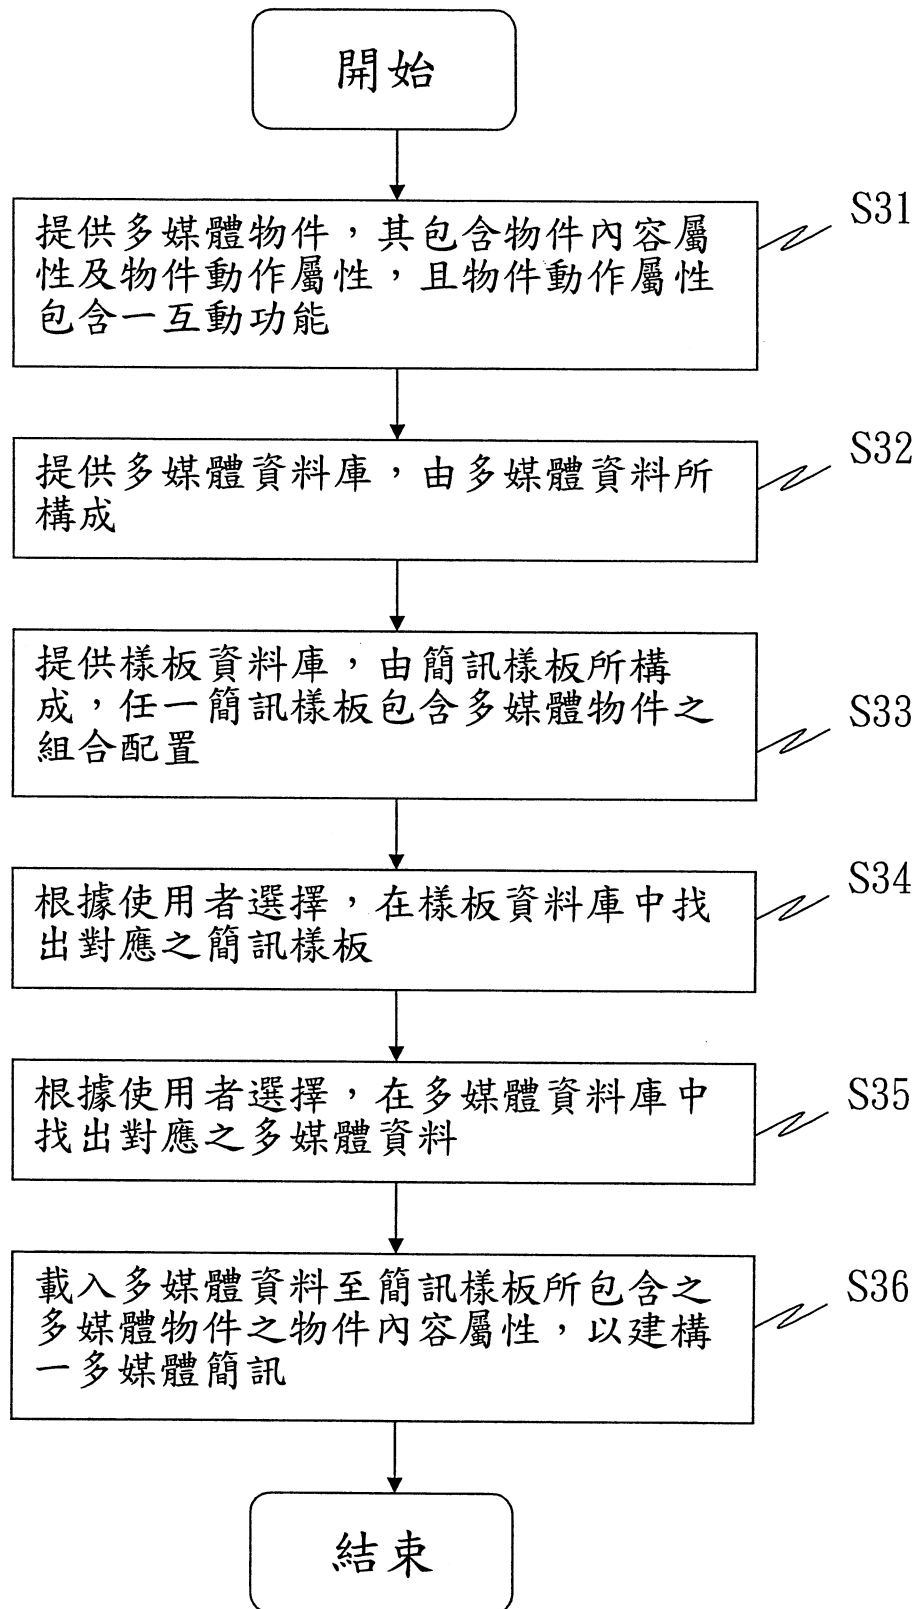 開始
S31
提供多媒體物件，其包含物件內容屬
性及物件動作屬性，且物件動作屬性
包含一互動功能
S32
提供多媒體資料庫，由多媒體資料所
構成
S33
提供樣板資料庫，由簡訊樣板所構
成，任一簡訊樣板包含多媒體物件之
組合配置
S34
根據使用者選擇，在樣板資料庫中找
出對應之簡訊樣板
S35
根據使用者選擇，在多媒體資料庫中
找出對應之多媒體資料
S36
載入多媒體資料至簡訊樣板所包含之
多媒體物件之物件內容屬性，以建構
一多媒體簡訊
結束